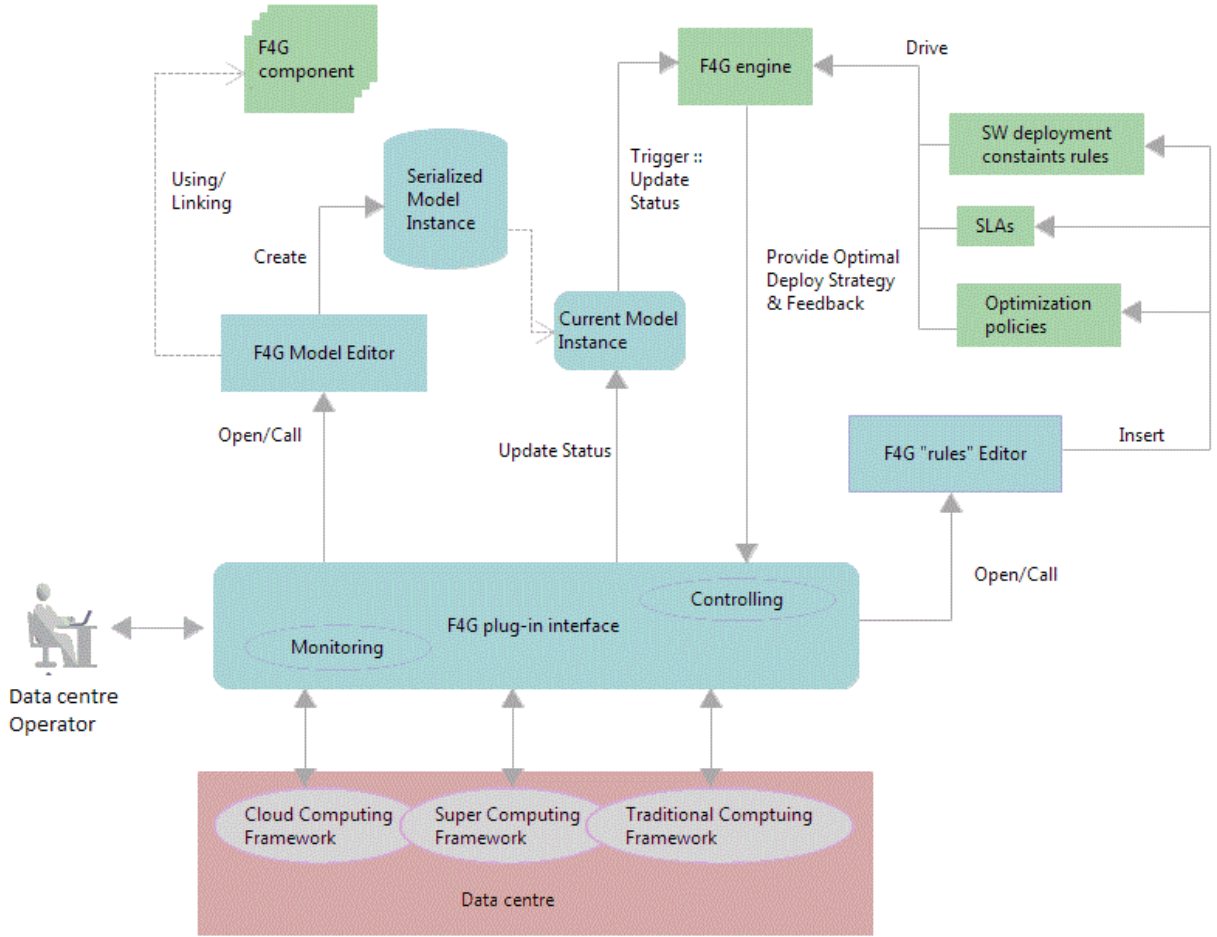 F4G
component
F4G engine
Drive
SW deployment
constaints rules
Using/
Linking
Serialized
Model
Instance
Trigger ::
Update
Status
SLAs
Create
Provide Optimal
Deploy Strategy
& Feedback
Optimization
policies
Current Model
Instance
F4G Model Editor
Open/Call
Update Status
F4G "rules" Editor
Insert
Open/Call
Controlling
F4G plug-in interface
Monitoring
Data centre
Operator
Cloud Computing
Framework
Super Computing
Framework
Traditional Comptuing
Framework
Data centre